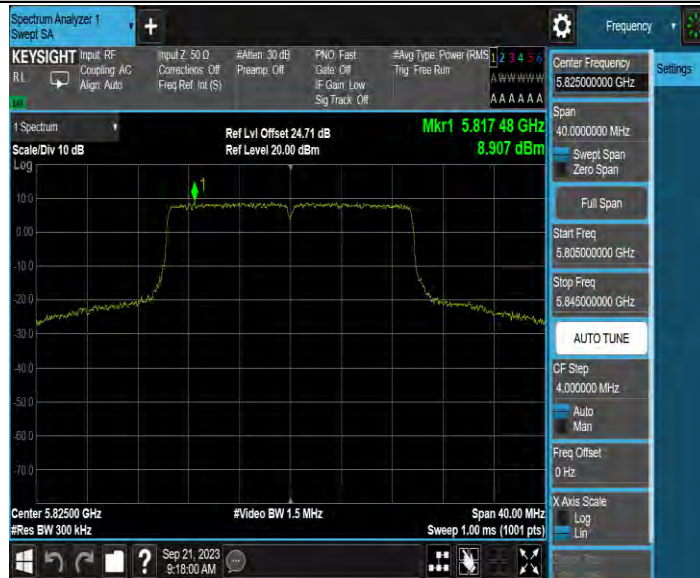 Spectrum Analyzer 1
Swept SA
+
Frequency
KEYSIGHT
RL
Input: RF
Coupling: AC
Align: Auto
Input Z: 50 Ω
Corrections: Off
Freq Ref: Int (S)
#Atten: 30 dB
Preamp: Off
PNO: Fast
Gate: Off
IF Gain: Low
Sig Track: Off
#Avg Type: Power (RMS
Trig: Free Run
1 2 3 4 5 6
A W W W W W
A A A A A A
Settings
1 Spectrum
Scale/Div 10 dB
Ref Lvl Offset 24.71 dB
Ref Level 20.00 dBm
Mkr1 5.817 48 GHz
8.907 dBm
Log
1
10.0
0.00
-10.0
-20.0
-30.0
-40.0
-50.0
-60.0
-70.0
Center 5.82500 GHz
#Res BW 300 kHz
#Video BW 1.5 MHz
Span 40.00 MHz
Sweep 1.00 ms (1001 pts)
Center Frequency
5.825000000 GHz
Span
40.0000000 MHz
Swept Span
Zero Span
Full Span
Start Freq
5.805000000 GHz
Stop Freq
5.845000000 GHz
AUTO TUNE
CF Step
4.000000 MHz
Auto
Man
Freq Offset
0 Hz
X Axis Scale
Log
Lin
?
Sep 21, 2023
9:18:00 AM